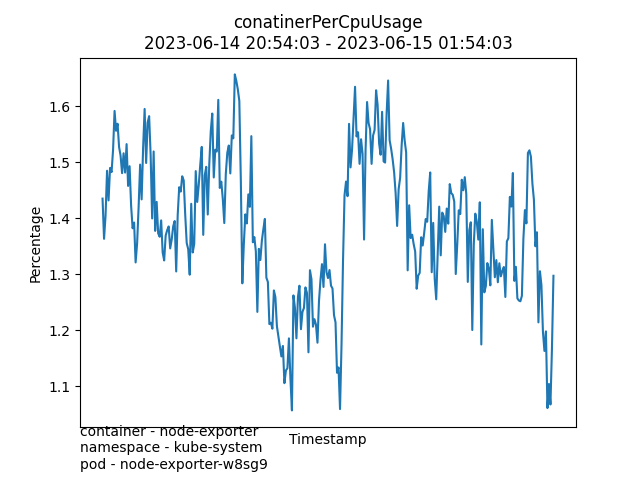 conatinerPerCpuUsage
2023-06-14 20:54:03 - 2023-06-15 01:54:03
1.6
1.5
1.4
1.3
1.2
1.1
Percentage
Timestamp
container - node-exporter
namespace - kube-system
pod - node-exporter-w8sg9